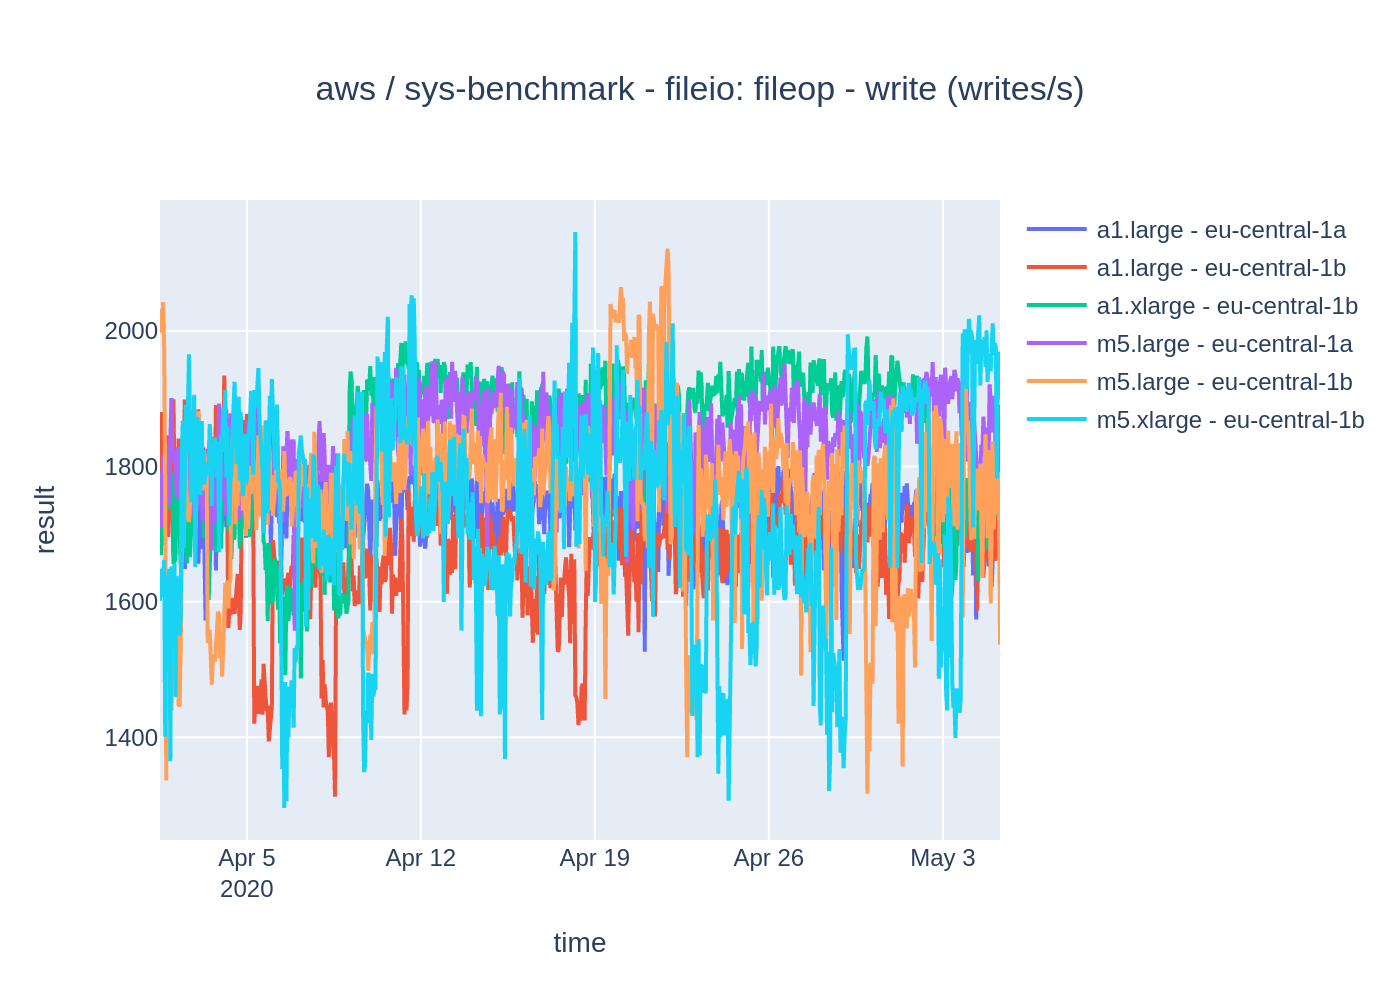 aws / sys-benchmark - fileio: fileop - write (writes/s)
a1.large - eu-central-1a
a1.large - eu-central-1b
a1.xlarge - eu-central-1b
m5.large - eu-central-1a
m5.large - eu-central-1b
m5.xlarge - eu-central-1b
2000
1800
1600
1400
result
Apr 5
2020
Apr 12
Apr 19
Apr 26
May 3
time